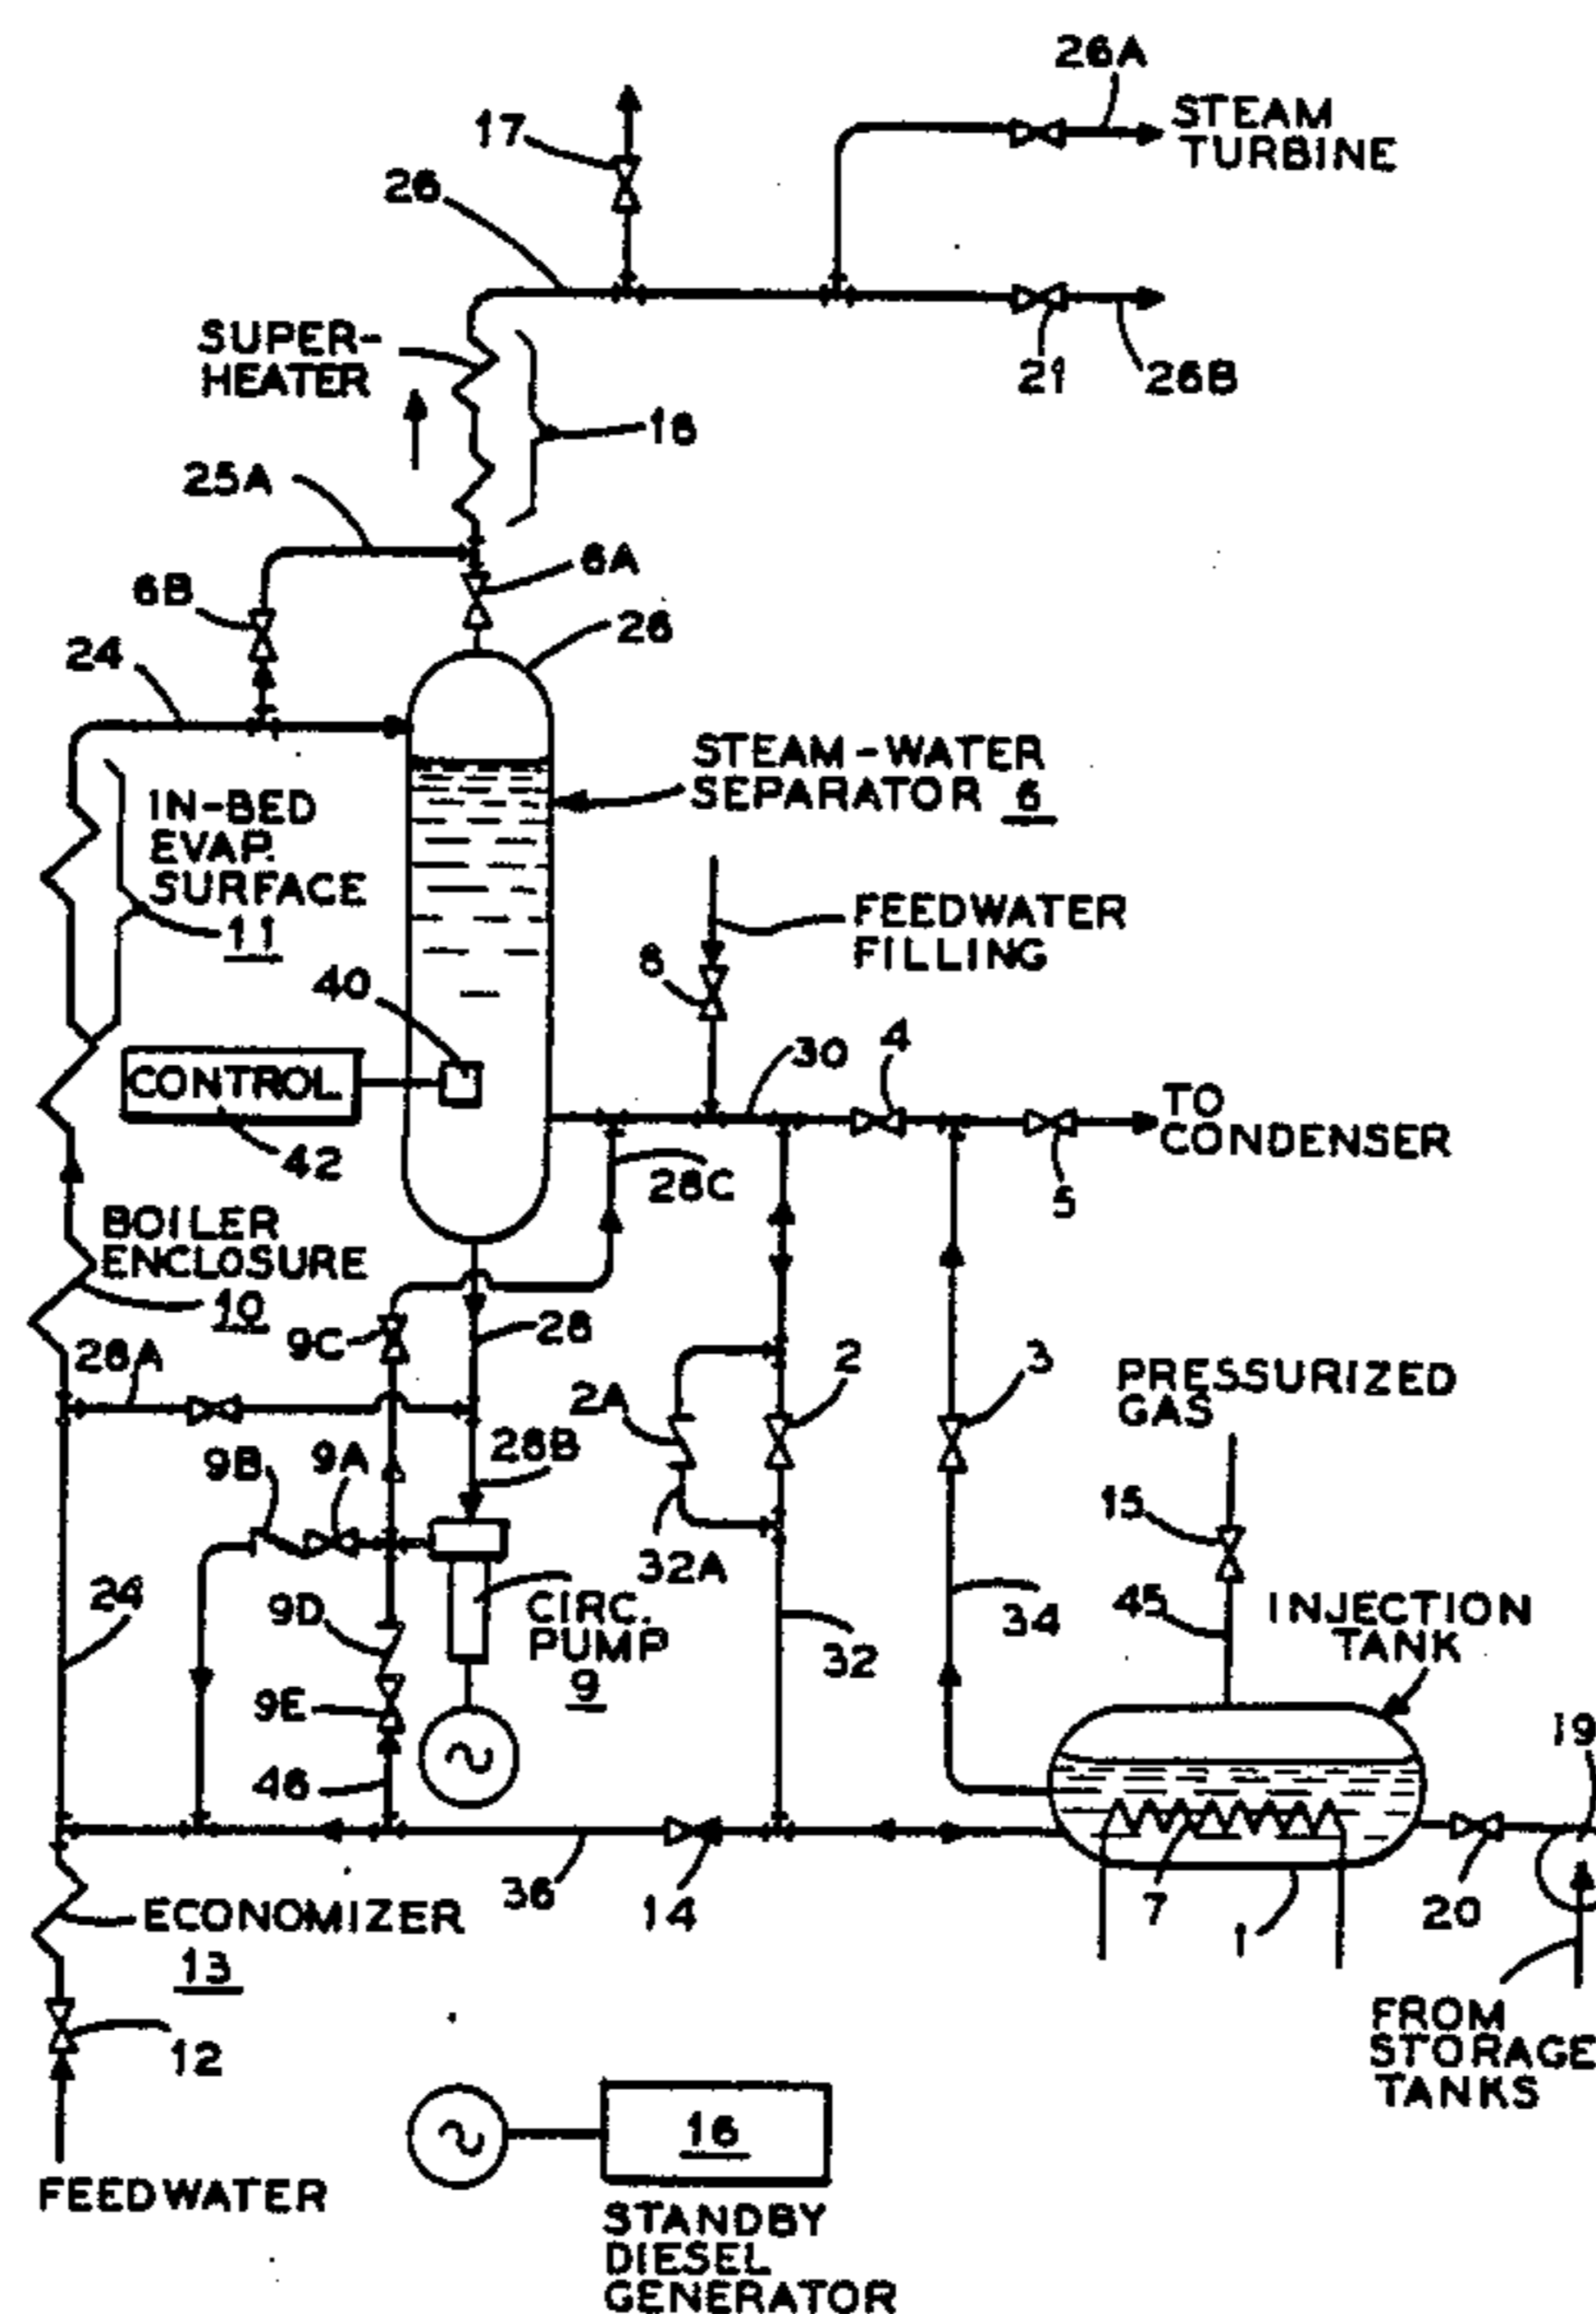 26A
STEAM
TURBINE
17
26
21
26B
SUPER-
HEATER
16
25A
6A
6B
26
24
STEAM-WATER
SEPARATOR 6
IN-BED
EVAP.
SURFACE
11
FEEDWATER
FILLING
8
40
CONTROL
42
30
4
TO
CONDENSER
5
28C
BOILER
ENCLOSURE
10
9C
28
28A
2A
2
3
PRESSURIZED
GAS
9B
9A
28B
15
32A
24
9D
CIRC.
PUMP
9
32
34
45
INJECTION
TANK
9E
46
19
36
14
7
1
20
ECONOMIZER
13
12
FROM
STORAGE
TANKS
FEEDWATER
16
STANDBY
DIESEL
GENERATOR